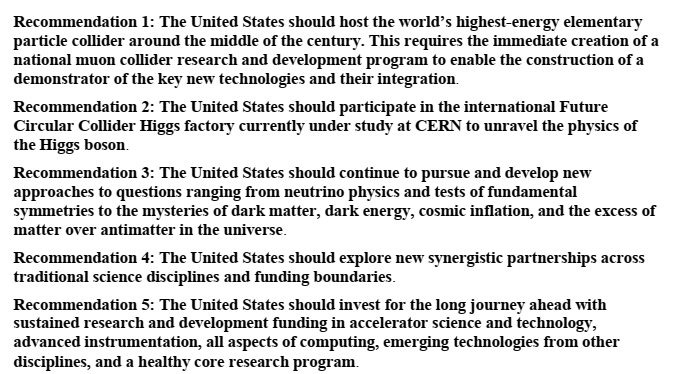 Recommendation 1: The United States should host the world's highest-energy elementary
particle collider around the middle of the century. This requires the immediate creation of a
national muon collider research and development program to enable the construction of a
demonstrator of the key new technologies and their integration.
Recommendation 2: The United States should participate in the international Future
Circular Collider Higgs factory currently under study at CERN to unravel the physics of
the Higgs boson.
Recommendation 3: The United States should continue to pursue and develop new
approaches to questions ranging from neutrino physics and tests of fundamental
symmetries to the mysteries of dark matter, dark energy, cosmic inflation, and the excess of
matter over antimatter in the universe.
Recommendation 4: The United States should explore new synergistic partnerships across
traditional science disciplines and funding boundaries.
Recommendation 5: The United States should invest for the long journey ahead with
sustained research and development funding in accelerator science and technology,
advanced instrumentation, all aspects of computing, emerging technologies from other
disciplines, and a healthy core research program.